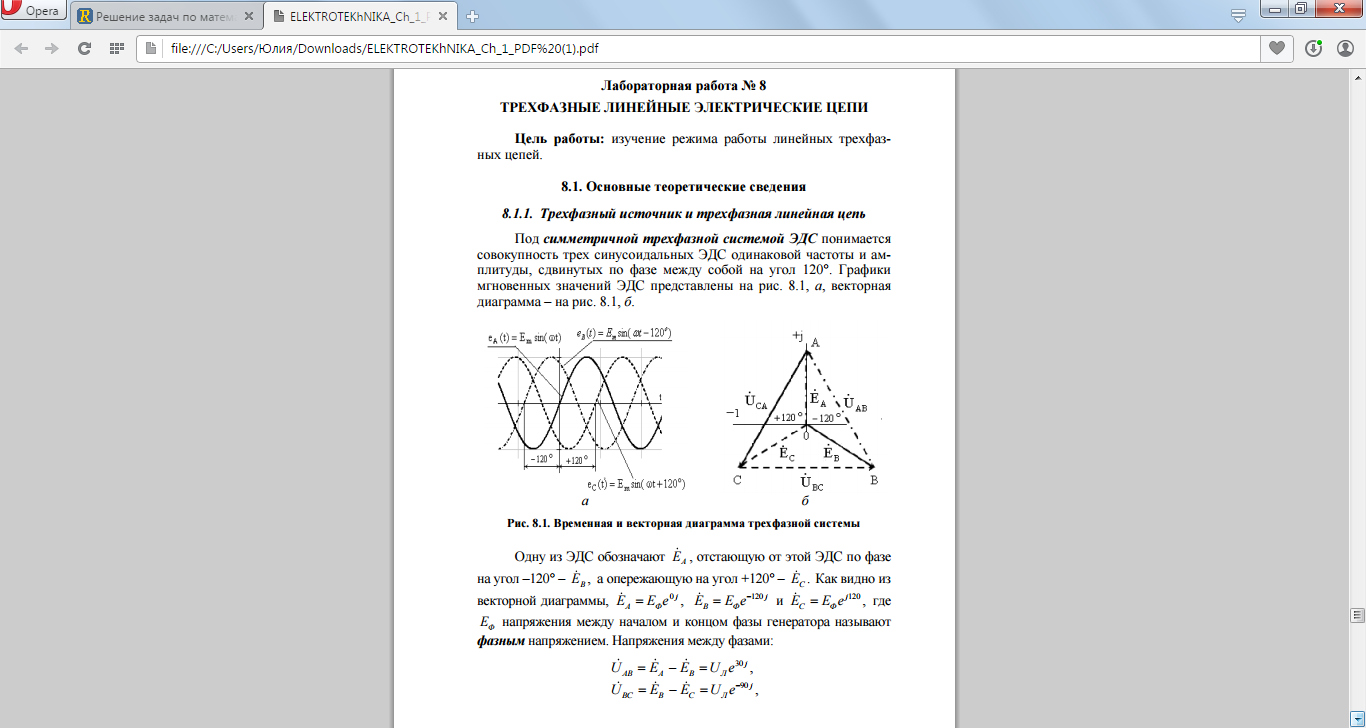 Opera
Решение задач по матем
ELEKTROTEKhNIKA_Ch_1_P
file:///C:/Users/Юлия/Downloads/ELEKTROTEKhNIKA_Ch_1_PDF%20(1).pdf
Лабораторная работа № 8
ТРЕХФАЗНЫЕ ЛИНЕЙНЫЕ ЭЛЕКТРИЧЕСКИЕ ЦЕПИ
Цель работы: изучение режима работы линейных трехфаз-
ных цепей.
8.1. Основные теоретические сведения
8.1.1. Трехфазный источник и трехфазная линейная цепь
Под симметричной трехфазной системой ЭДС понимается
совокупность трех синусоидальных ЭДС одинаковой частоты и ам-
плитуды, сдвинутых по фазе между собой на угол 120°. Графики
мгновенных значений ЭДС представлены на рис. 8.1, а, векторная
диаграмма – на рис. 8.1, б.
e_A(t) = E_m sin(ωt)
e_B(t) = E_m sin(ωt−120°)
t
−120° +120°
e_C(t) = E_m sin(ωt+120°)
а
+j
A
U̇_CA Ė_A U̇_AB
−1 +120° −120°
0
Ė_C Ė_B
C B
U̇_BC
б
Рис. 8.1. Временная и векторная диаграмма трехфазной системы
Одну из ЭДС обозначают Ė_A, отстающую от этой ЭДС по фазе
на угол –120° – Ė_B, а опережающую на угол +120° – Ė_C. Как видно из
векторной диаграммы, Ė_A = E_Ф e^{0j}, Ė_B = E_Ф e^{−120j} и Ė_C = E_Ф e^{j120}, где
E_Ф напряжения между началом и концом фазы генератора называют
фазным напряжением. Напряжения между фазами:
U̇_AB = Ė_A − Ė_B = U_Л e^{30j},
U̇_BC = Ė_B − Ė_C = U_Л e^{−90j},